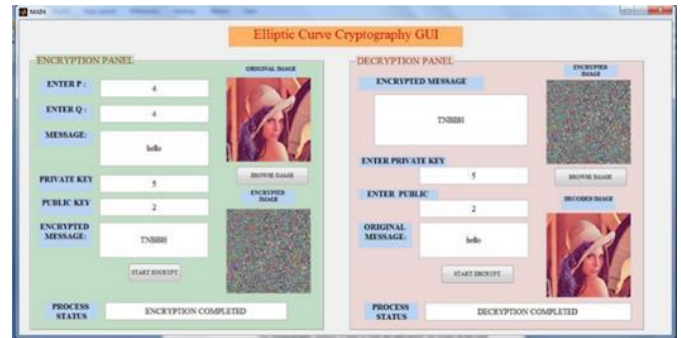 MAIN
Elliptic Curve Cryptography GUI
ENCRYPTION PANEL
ORIGINAL IMAGE
ENTER P :
4
ENTER Q :
4
MESSAGE:
hello
PRIVATE KEY
5
BROWSE IMAGE
PUBLIC KEY
2
ENCRYPTED
IMAGE
ENCRYPTED
MESSAGE:
TNBBH
START ENCRYPT
PROCESS
STATUS
ENCRYPTION COMPLETED
DECRYPTION PANEL
ENCRYPTED
IMAGE
ENCRYPTED MESSAGE
TNBBH
ENTER PRIVATE KEY
5
BROWSE IMAGE
ENTER PUBLIC
2
DECODED IMAGE
ORIGINAL
MESSAGE:
hello
START DECRYPT
PROCESS
STATUS
DECRYPTION COMPLETED